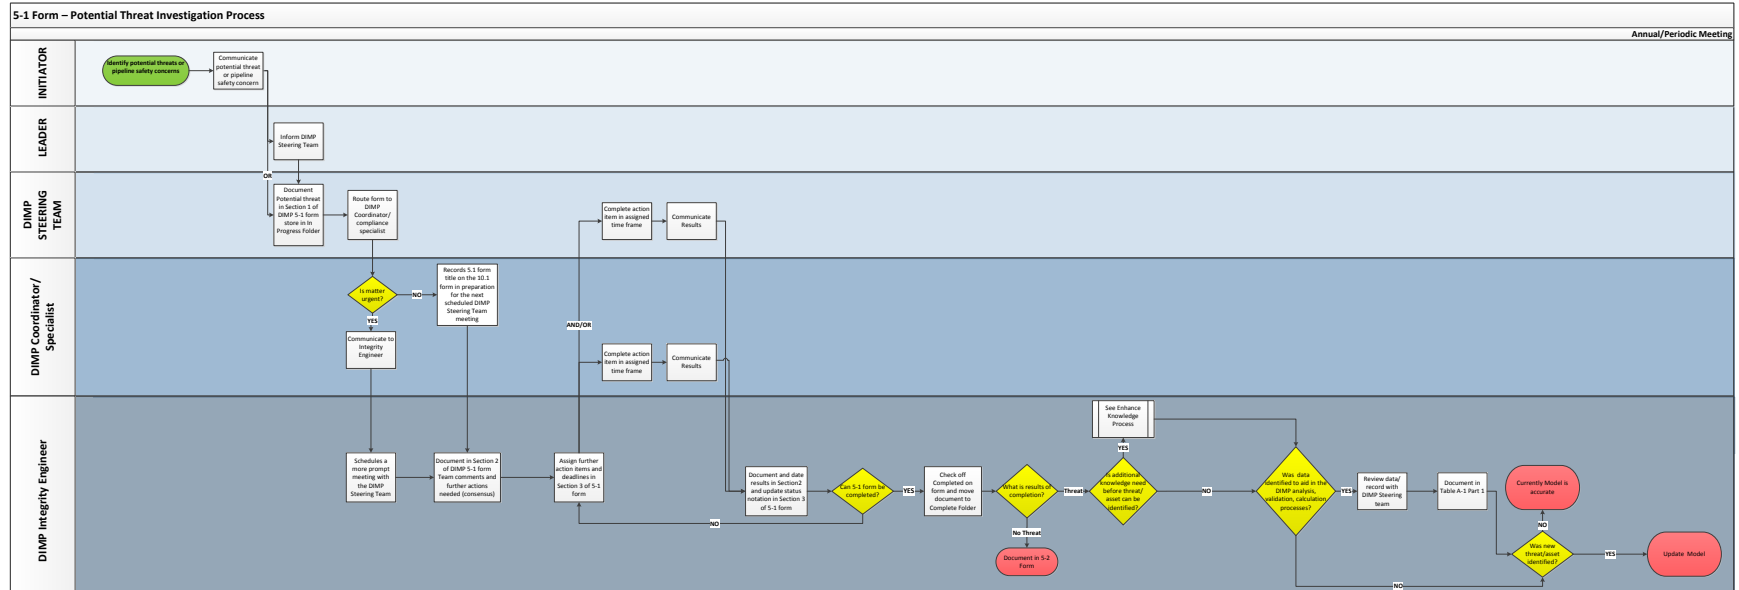 5-1 Form – Potential Threat Investigation Process
Annual/Periodic Meeting
INITIATOR
Identify potential threats or
pipeline safety concerns
Communicate
potential threat
or pipeline
safety concern
LEADER
Inform DIMP
Steering Team
OR
DIMP
STEERING
TEAM
Document
Potential threat
in Section 1 of
DIMP 5-1 form
store in In
Progress Folder
Route form to
DIMP
Coordinator/
compliance
specialist
Complete action
item in assigned
time frame
Communicate
Results
DIMP Coordinator/
Specialist
Is matter
urgent?
NO
YES
Records 5.1 form
title on the 10.1
form in preparation
for the next
scheduled DIMP
Steering Team
meeting
Communicate to
Integrity
Engineer
AND/OR
Complete action
item in assigned
time frame
Communicate
Results
DIMP Integrity Engineer
Schedules a
more prompt
meeting with
the DIMP
Steering Team
Document in Section 2
of DIMP 5-1 form
Team comments and
further actions
needed (consensus)
Assign further
action items and
deadlines in
Section 3 of 5-1
form
Document and date
results in Section2
and update status
notation in Section 3
of 5-1 form
Can 5-1 form be
completed?
NO
YES
Check off
Completed on
form and move
document to
Complete Folder
What is results of
completion?
No Threat
Document in 5-2
Form
Threat
Is additional
knowledge need
before threat/
asset can be
identified?
YES
See Enhance
Knowledge
Process
NO
Was data
identified to aid in the
DIMP analysis,
validation, calculation
processes?
YES
Review data/
record with
DIMP Steering
team
Document in
Table A-1 Part 1
NO
Was new
threat/asset
identified?
NO
Currently Model is
accurate
YES
Update Model